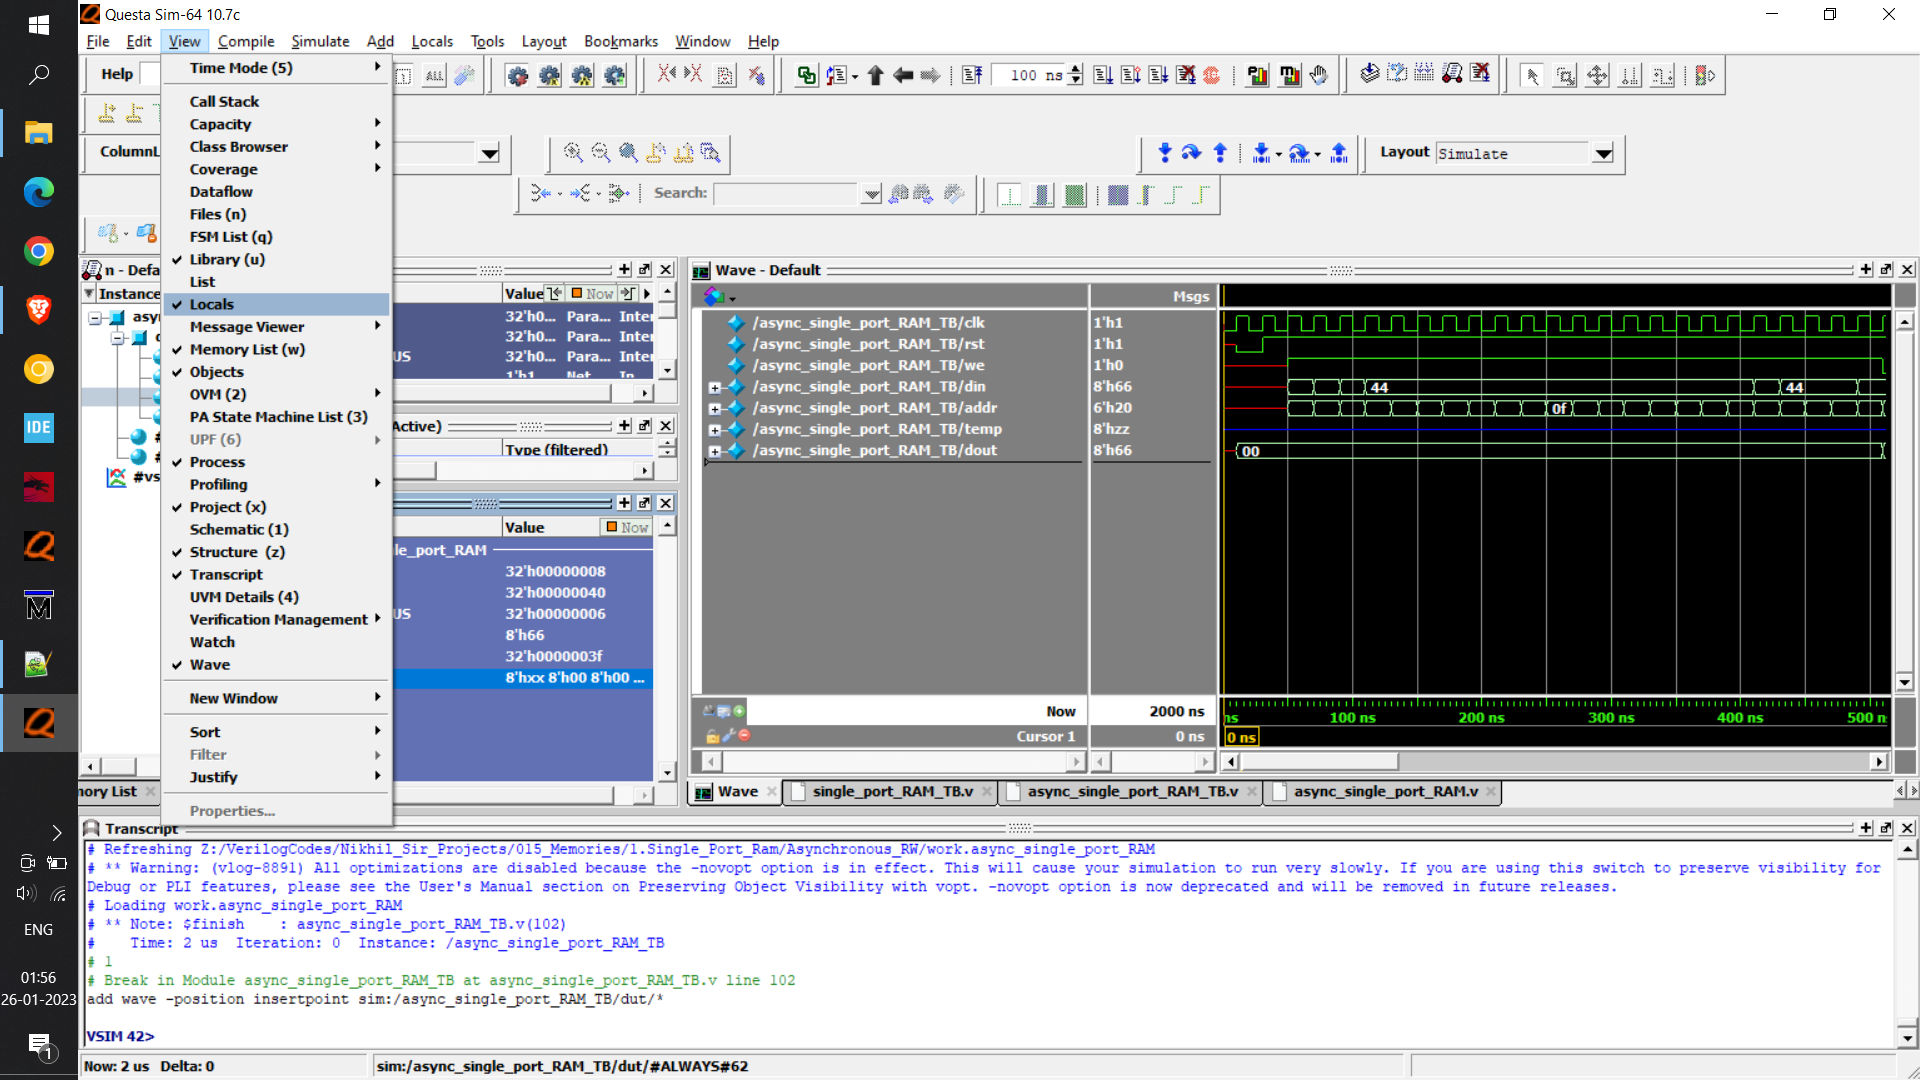 Questa Sim-64 10.7c
File Edit View Compile Simulate Add Locals Tools Layout Bookmarks Window Help
Help
ALL
100 ns
ColumnL
Layout Simulate
Search:
Time Mode (5)
Call Stack
Capacity
Class Browser
Coverage
Dataflow
Files (n)
FSM List (q)
Library (u)
List
Locals
Message Viewer
Memory List (w)
Objects
OVM (2)
PA State Machine List (3)
UPF (6)
Process
Profiling
Project (x)
Schematic (1)
Structure (z)
Transcript
UVM Details (4)
Verification Management
Watch
Wave
New Window
Sort
Filter
Justify
Properties...
n - Defa
Instance
asy
#vs
Value Now
32'h0... Para... Inter
32'h0... Para... Inter
US 32'h0... Para... Inter
1'h1 Net In
Active)
Type (filtered)
Value Now
le_port_RAM
32'h00000008
32'h00000040
US 32'h00000006
8'h66
32'h0000003f
8'hxx 8'h00 8'h00 ...
Wave - Default
Msgs
/async_single_port_RAM_TB/clk 1'h1
/async_single_port_RAM_TB/rst 1'h1
/async_single_port_RAM_TB/we 1'h0
/async_single_port_RAM_TB/din 8'h66 44 44
/async_single_port_RAM_TB/addr 6'h20 0f
/async_single_port_RAM_TB/temp 8'hzz
/async_single_port_RAM_TB/dout 8'h66 00
Now 2000 ns
ns 100 ns 200 ns 300 ns 400 ns 500 n
Cursor 1 0 ns 0 ns
nory List
Wave single_port_RAM_TB.v async_single_port_RAM_TB.v async_single_port_RAM.v
Transcript
# Refreshing Z:/VerilogCodes/Nikhil_Sir_Projects/015_Memories/1.Single_Port_Ram/Asynchronous_RW/work.async_single_port_RAM
# ** Warning: (vlog-8891) All optimizations are disabled because the -novopt option is in effect. This will cause your simulation to run very slowly. If you are using this switch to preserve visibility for
Debug or PLI features, please see the User's Manual section on Preserving Object Visibility with vopt. -novopt option is now deprecated and will be removed in future releases.
# Loading work.async_single_port_RAM
# ** Note: $finish    : async_single_port_RAM_TB.v(102)
#    Time: 2 us  Iteration: 0  Instance: /async_single_port_RAM_TB
# 1
# Break in Module async_single_port_RAM_TB at async_single_port_RAM_TB.v line 102
add wave -position insertpoint sim:/async_single_port_RAM_TB/dut/*
VSIM 42>
Now: 2 us Delta: 0
sim:/async_single_port_RAM_TB/dut/#ALWAYS#62
IDE
ENG
01:56
26-01-2023
1